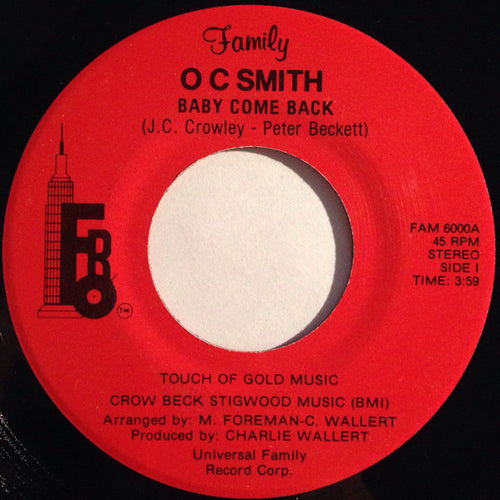 Family
O C SMITH
BABY COME BACK
(J.C. Crowley - Peter Beckett)
FRO
TM
FAM 6000A
45 RPM
STEREO
SIDE I
TIME: 3:59
TOUCH OF GOLD MUSIC
CROW BECK STIGWOOD MUSIC (BMI)
Arranged by: M. FOREMAN-C. WALLERT
Produced by: CHARLIE WALLERT
Universal Family
Record Corp.